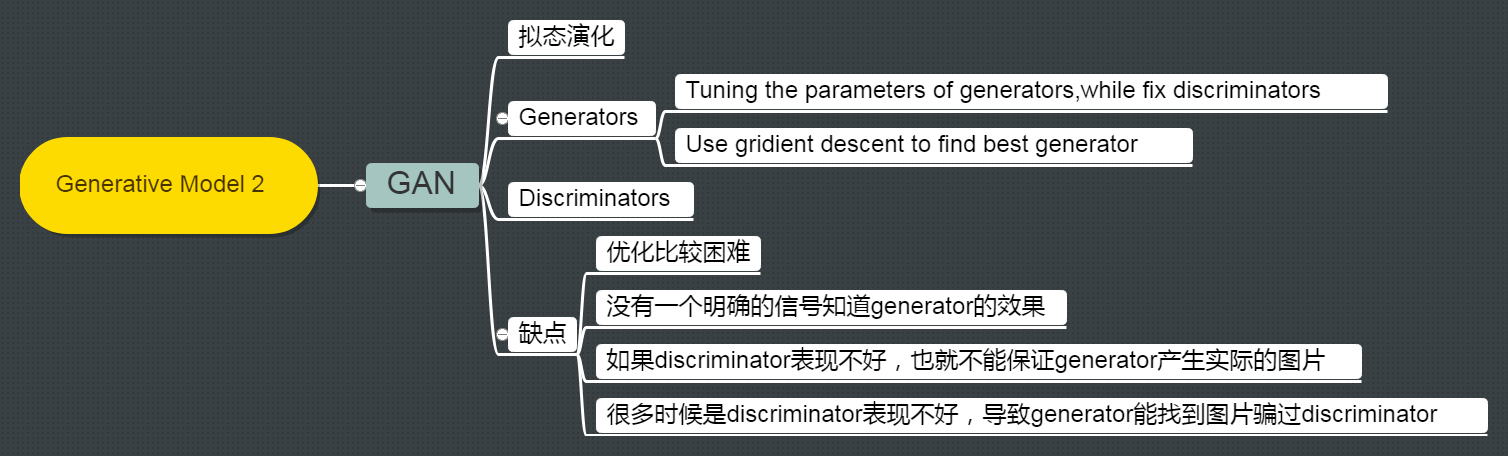 Generative Model 2
GAN
拟态演化
Generators
Tuning the parameters of generators,while fix discriminators
Use gridient descent to find best generator
Discriminators
缺点
优化比较困难
没有一个明确的信号知道generator的效果
如果discriminator表现不好，也就不能保证generator产生实际的图片
很多时候是discriminator表现不好，导致generator能找到图片骗过discriminator